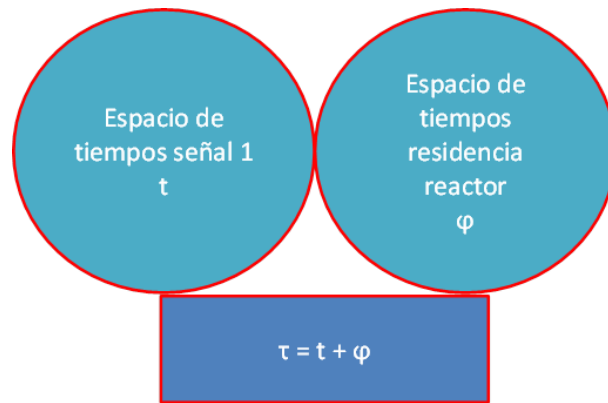 Espacio de
tiempos señal 1
t
Espacio de
tiempos
residencia
reactor
φ
τ = t + φ